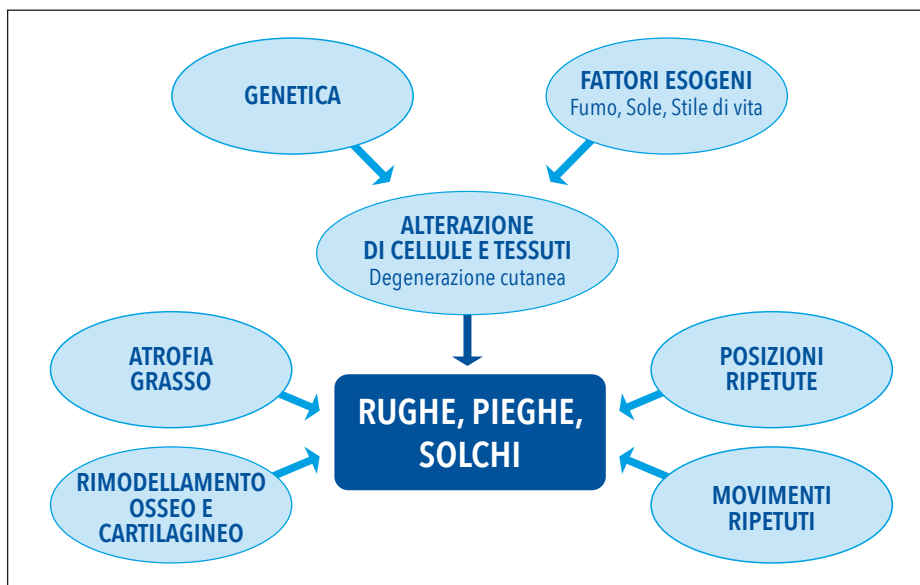 GENETICA
FATTORI ESOGENI
Fumo, Sole, Stile di vita
ALTERAZIONE
DI CELLULE E TESSUTI
Degenerazione cutanea
ATROFIA
GRASSO
POSIZIONI
RIPETUTE
RUGHE, PIEGHE,
SOLCHI
RIMODELLAMENTO
OSSEO E
CARTILAGINEO
MOVIMENTI
RIPETUTI